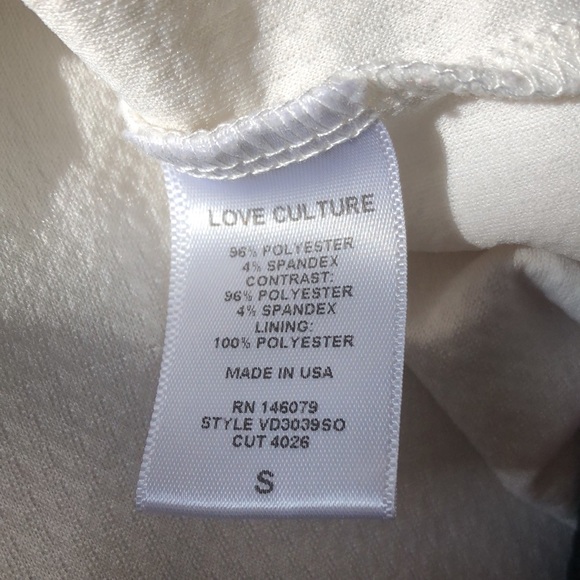 LOVE CULTURE
96% POLYESTER
4% SPANDEX
CONTRAST:
96% POLYESTER
4% SPANDEX
LINING:
100% POLYESTER
MADE IN USA
RN 146079
STYLE VD3039SO
CUT 4026
S